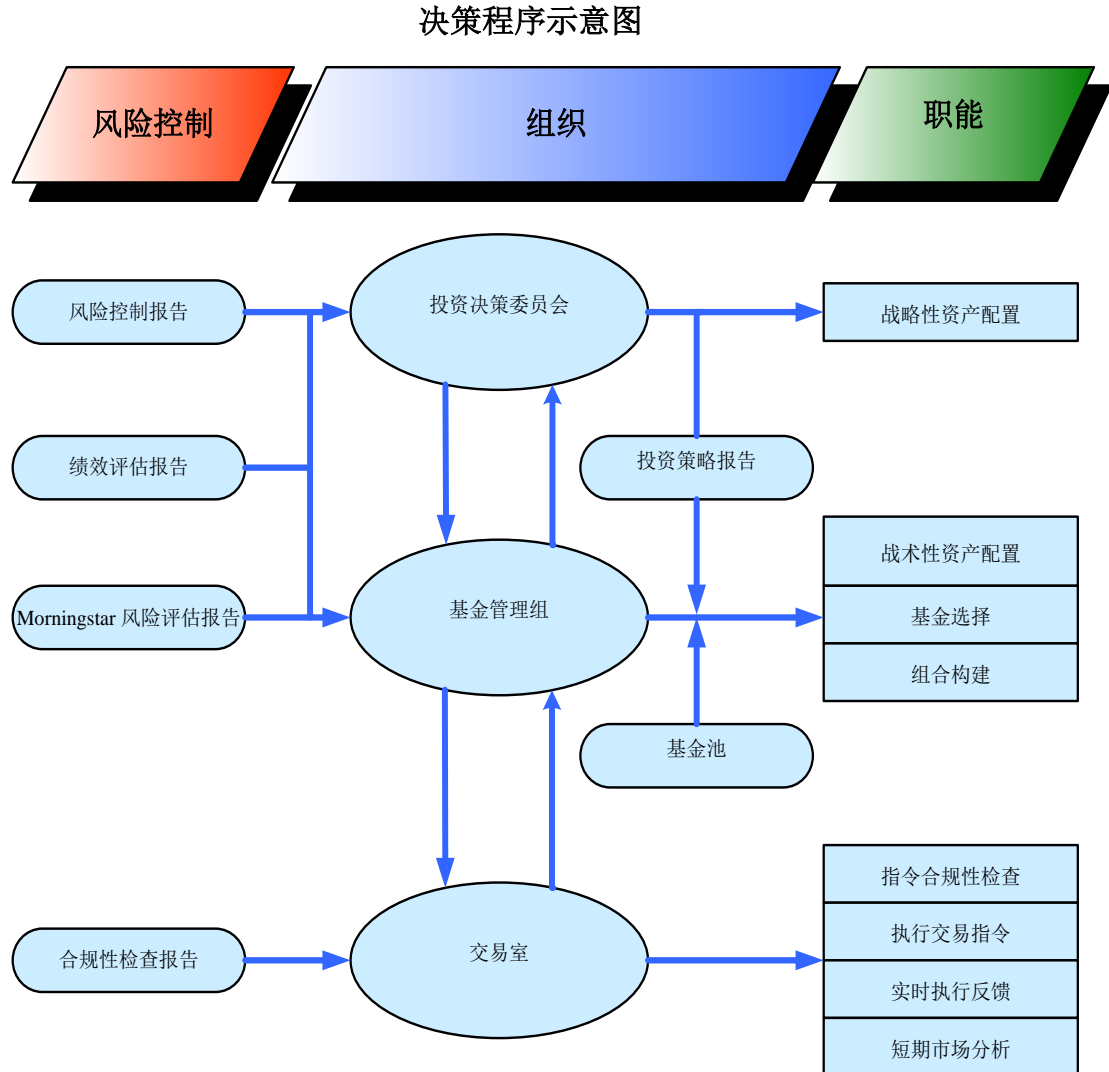 决策程序示意图
风险控制
组织
职能
风险控制报告
投资决策委员会
战略性资产配置
绩效评估报告
投资策略报告
战术性资产配置
Morningstar 风险评估报告
基金管理组
基金选择
组合构建
基金池
指令合规性检查
合规性检查报告
交易室
执行交易指令
实时执行反馈
短期市场分析